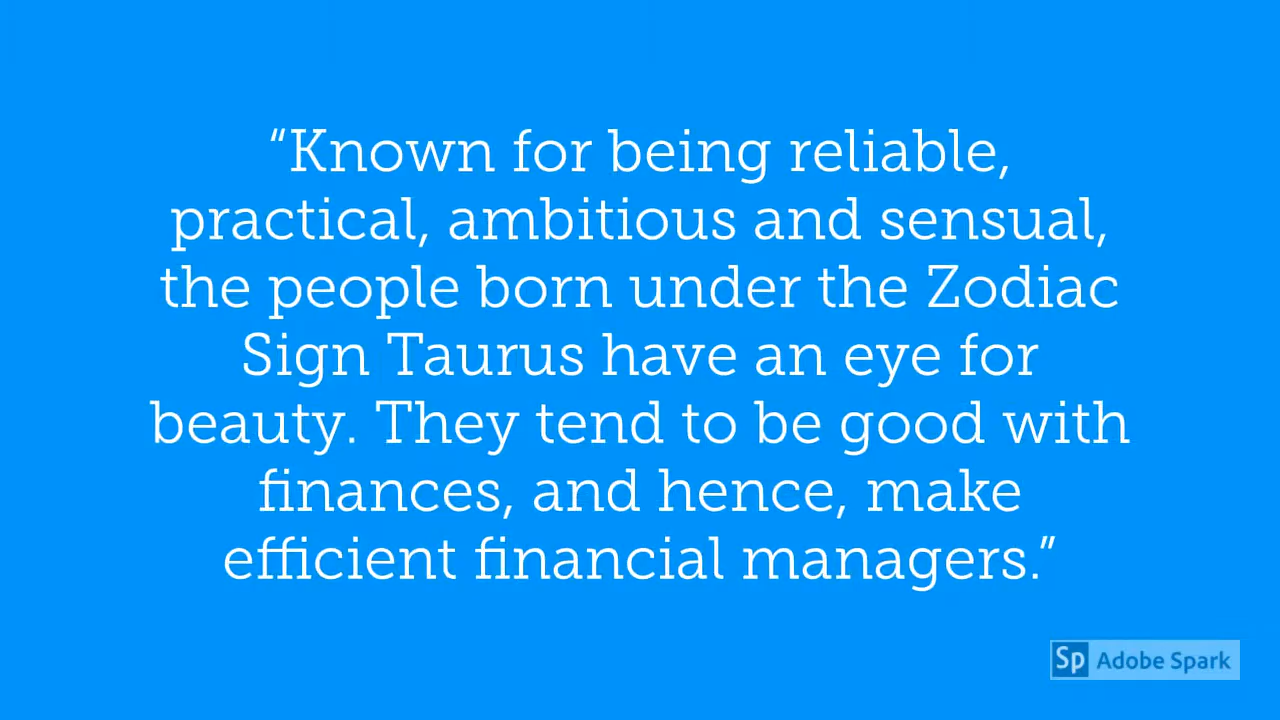 “Known for being reliable,
practical, ambitious and sensual,
the people born under the Zodiac
Sign Taurus have an eye for
beauty. They tend to be good with
finances, and hence, make
efficient financial managers.”
Sp Adobe Spark